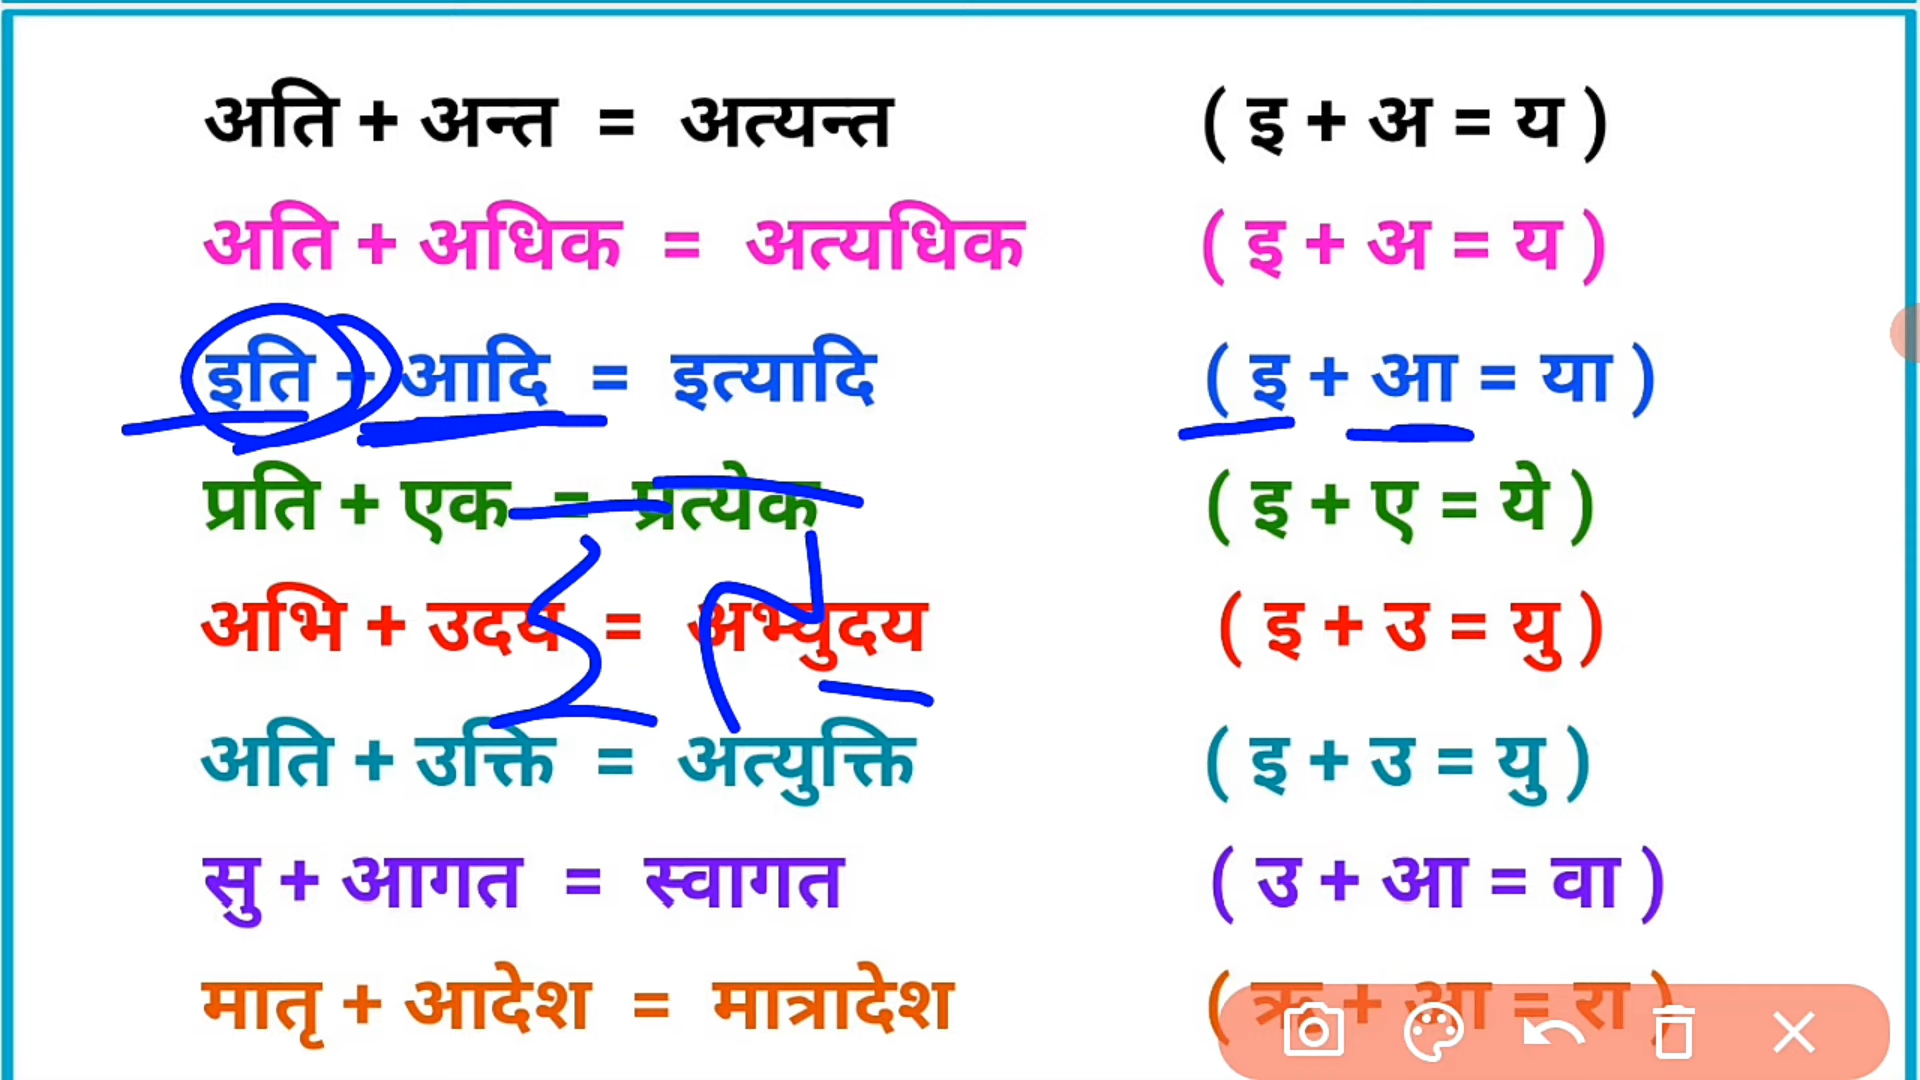 अति + अन्त = अत्यन्त ( इ + अ = य )
अति + अधिक = अत्यधिक ( इ + अ = य )
इति + आदि = इत्यादि ( इ + आ = या )
प्रति + एक = प्रत्येक ( इ + ए = ये )
अभि + उदय = अभ्युदय ( इ + उ = यु )
अति + उक्ति = अत्युक्ति ( इ + उ = यु )
सु + आगत = स्वागत ( उ + आ = वा )
मातृ + आदेश = मात्रादेश ( ऋ + आ = रा )